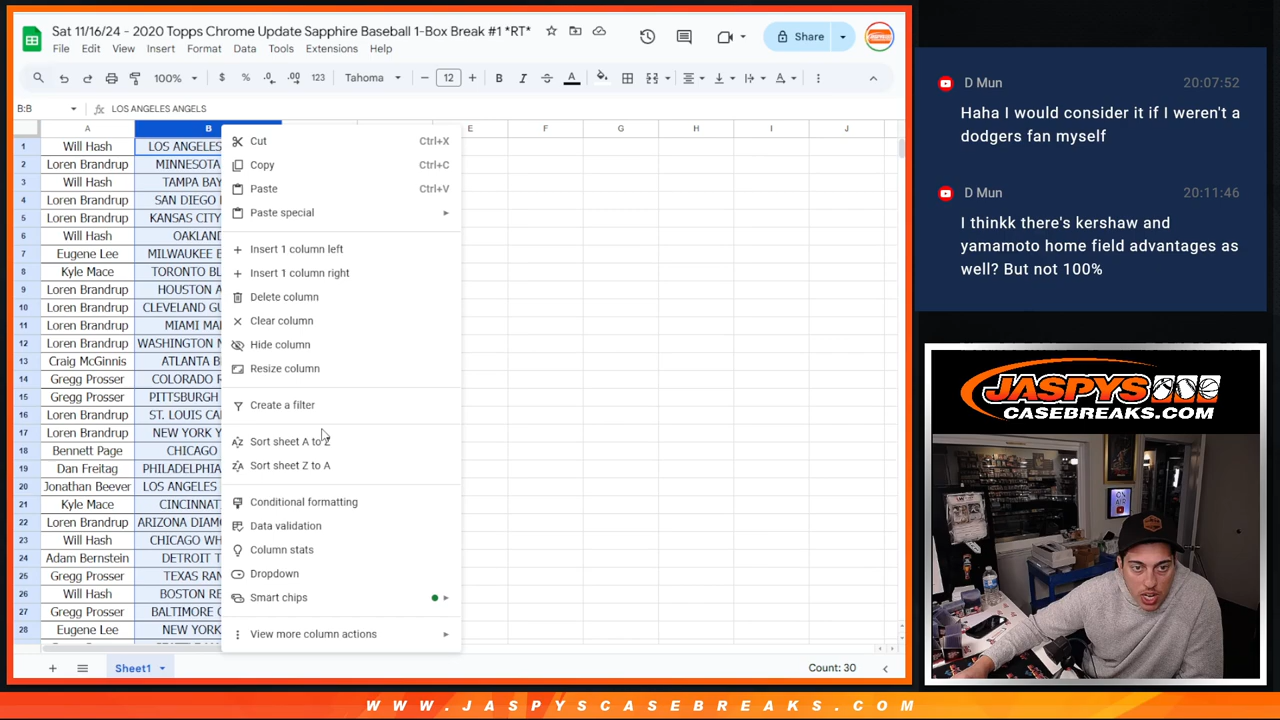 Sat 11/16/24 - 2020 Topps Chrome Update Sapphire Baseball 1-Box Break #1 *RT*
File Edit View Insert Format Data Tools Extensions Help
Share
100% $ % .0 .00 123 Tahoma 12
B:B LOS ANGELES ANGELS
A B E F G H I J
1 Will Hash LOS ANGELES
2 Loren Brandrup MINNESOTA
3 Will Hash TAMPA BAY
4 Loren Brandrup SAN DIEGO
5 Loren Brandrup KANSAS CITY
6 Will Hash OAKLAND
7 Eugene Lee MILWAUKEE B
8 Kyle Mace TORONTO BL
9 Loren Brandrup HOUSTON A
10 Loren Brandrup CLEVELAND GU
11 Loren Brandrup MIAMI MA
12 Loren Brandrup WASHINGTON N
13 Craig McGinnis ATLANTA B
14 Gregg Prosser COLORADO
15 Gregg Prosser PITTSBURGH
16 Loren Brandrup ST. LOUIS CA
17 Loren Brandrup NEW YORK Y
18 Bennett Page CHICAGO
19 Dan Freitag PHILADELPHIA
20 Jonathan Beever LOS ANGELES
21 Kyle Mace CINCINNAT
22 Loren Brandrup ARIZONA DIAM
23 Will Hash CHICAGO WH
24 Adam Bernstein DETROIT T
25 Gregg Prosser TEXAS RAN
26 Will Hash BOSTON RE
27 Gregg Prosser BALTIMORE
28 Eugene Lee NEW YORK
Cut Ctrl+X
Copy Ctrl+C
Paste Ctrl+V
Paste special
Insert 1 column left
Insert 1 column right
Delete column
Clear column
Hide column
Resize column
Create a filter
Sort sheet A to Z
Sort sheet Z to A
Conditional formatting
Data validation
Column stats
Dropdown
Smart chips
View more column actions
Sheet1
Count: 30
D Mun 20:07:52
Haha I would consider it if I weren't a
dodgers fan myself
D Mun 20:11:46
I thinkk there's kershaw and
yamamoto home field advantages as
well? But not 100%
JASPYS
CASEBREAKS.COM
ON
AIR
WWW.JASPYSCASEBREAKS.COM